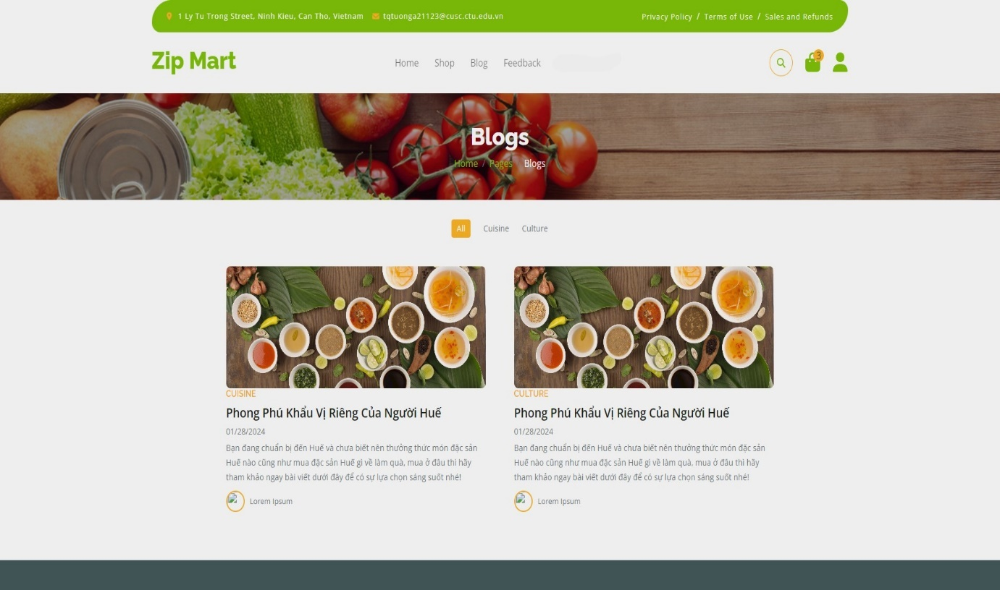 1 Ly Tu Trong Street, Ninh Kieu, Can Tho, Vietnam tqtuonga21123@cusc.ctu.edu.vn Privacy Policy / Terms of Use / Sales and Refunds
Zip Mart Home Shop Blog Feedback 3
Blogs
Home / Pages Blogs
All Cuisine Culture
CUISINE
Phong Phú Khẩu Vị Riêng Của Người Huế
01/28/2024
Bạn đang chuẩn bị đến Huế và chưa biết nên thưởng thức món đặc sản
Huế nào cũng như mua đặc sản Huế gì về làm quà, mua ở đâu thì hãy
tham khảo ngay bài viết dưới đây để có sự lựa chọn sáng suốt nhé!
Lorem Ipsum
CULTURE
Phong Phú Khẩu Vị Riêng Của Người Huế
01/28/2024
Bạn đang chuẩn bị đến Huế và chưa biết nên thưởng thức món đặc sản
Huế nào cũng như mua đặc sản Huế gì về làm quà, mua ở đâu thì hãy
tham khảo ngay bài viết dưới đây để có sự lựa chọn sáng suốt nhé!
Lorem Ipsum